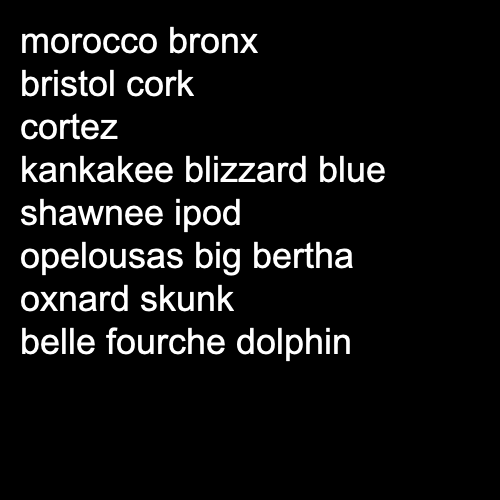 morocco bronx
bristol cork
cortez
kankakee blizzard blue
shawnee ipod
opelousas big bertha
oxnard skunk
belle fourche dolphin